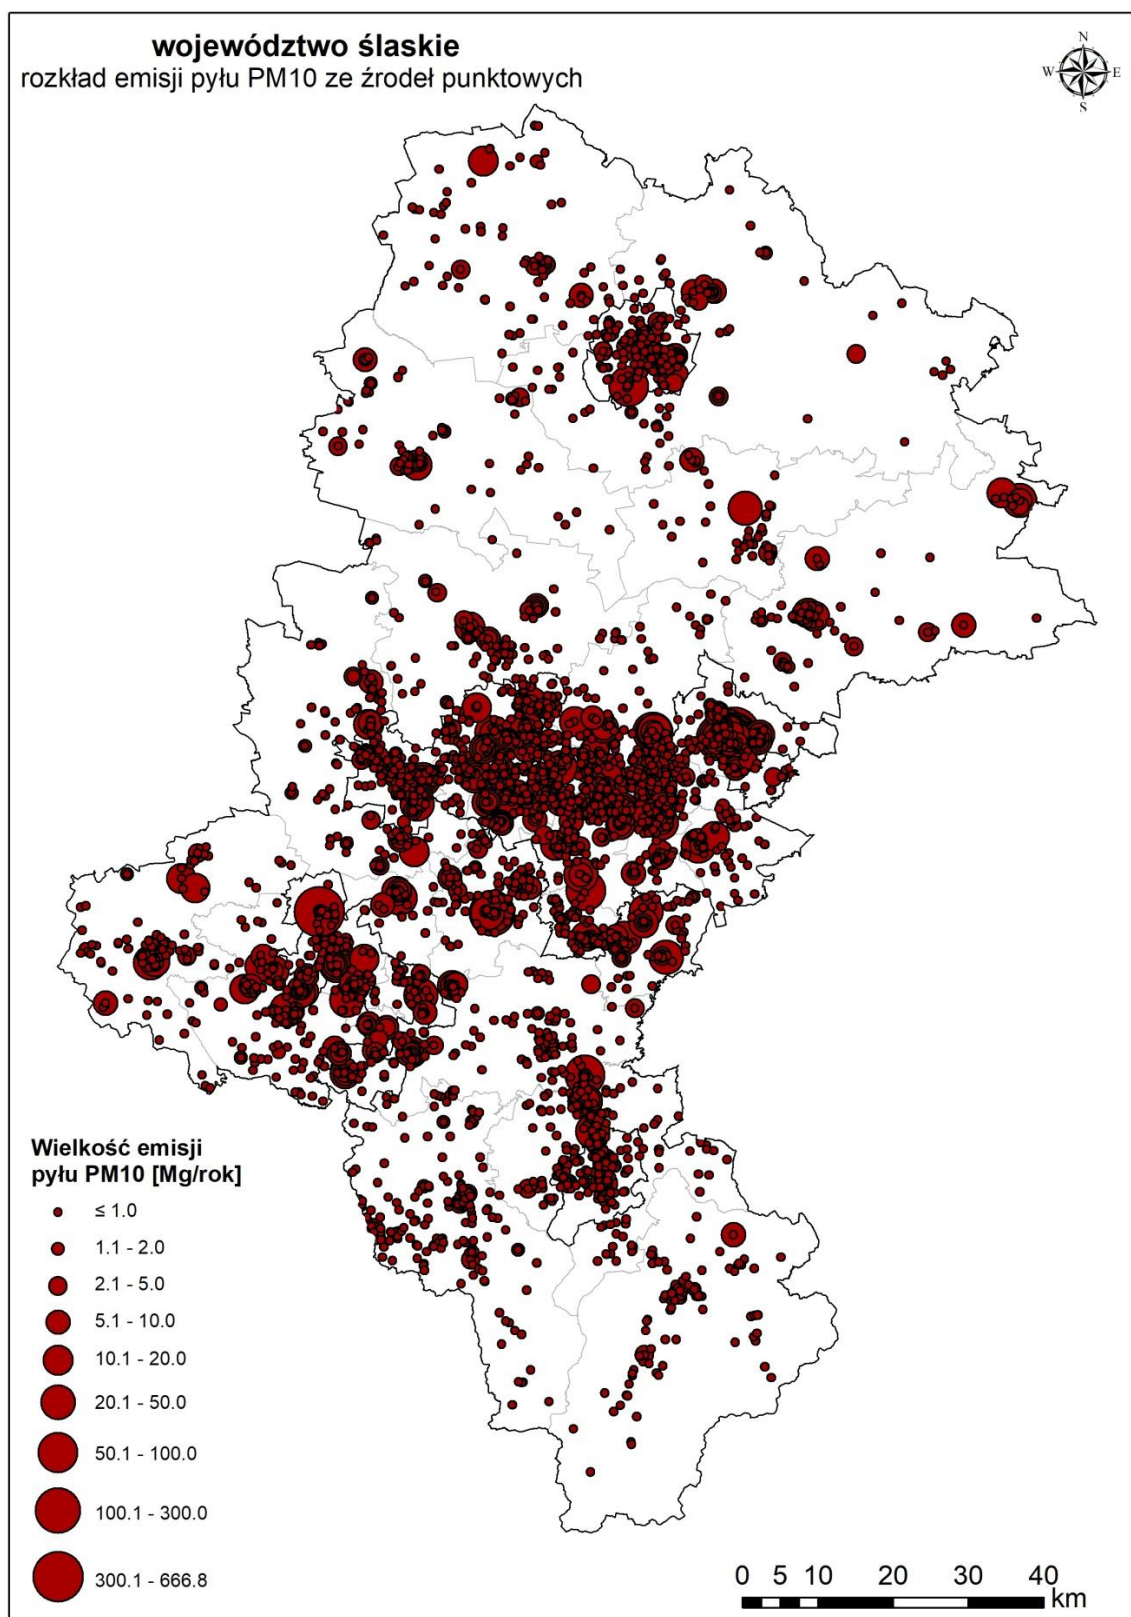 województwo ślaskie
rozkład emisji pyłu PM10 ze źrodeł punktowych
N
W E
S
Wielkość emisji
pyłu PM10 [Mg/rok]
≤ 1.0
1.1 - 2.0
2.1 - 5.0
5.1 - 10.0
10.1 - 20.0
20.1 - 50.0
50.1 - 100.0
100.1 - 300.0
300.1 - 666.8
0 5 10 20 30 40
km